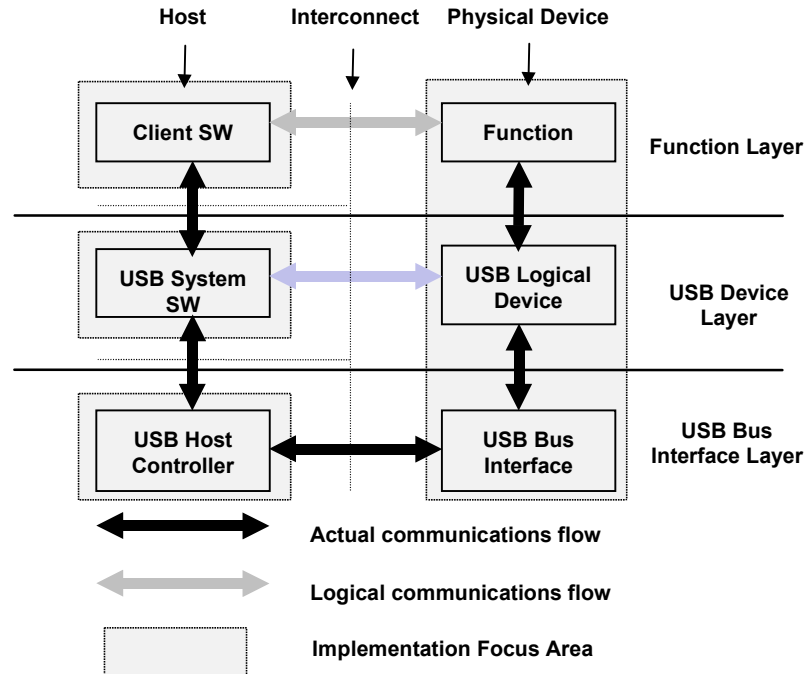 Host
Interconnect
Physical Device
Client SW
Function
Function Layer
USB System
SW
USB Logical
Device
USB Device
Layer
USB Host
Controller
USB Bus
Interface
USB Bus
Interface Layer
Actual communications flow
Logical communications flow
Implementation Focus Area